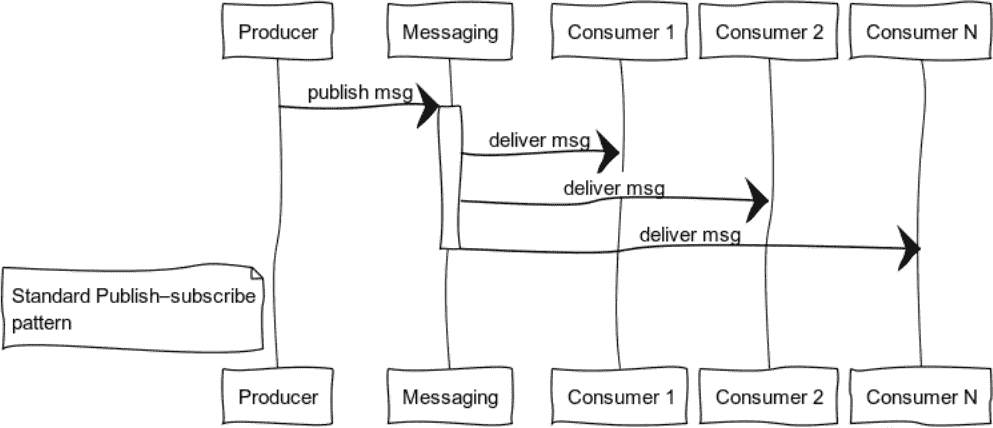 Producer
Messaging
Consumer 1
Consumer 2
Consumer N
publish msg
deliver msg
deliver msg
deliver msg
Standard Publish–subscribe
pattern
Producer
Messaging
Consumer 1
Consumer 2
Consumer N